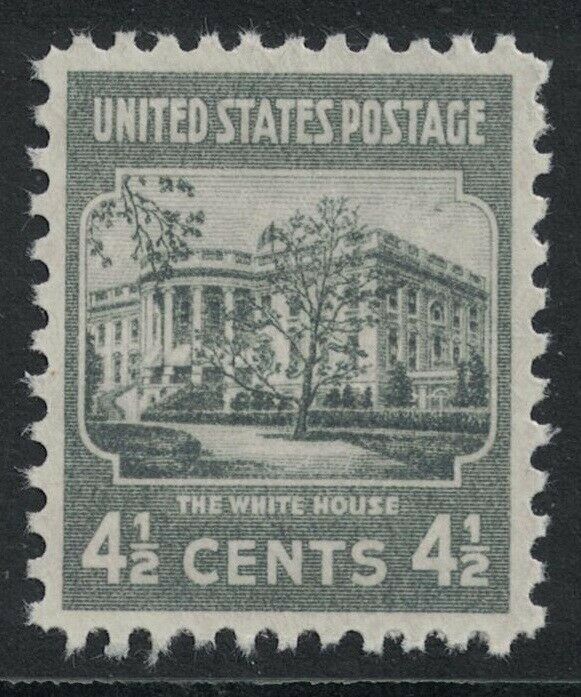 UNITED STATES POSTAGE
THE WHITE HOUSE
4½ CENTS 4½